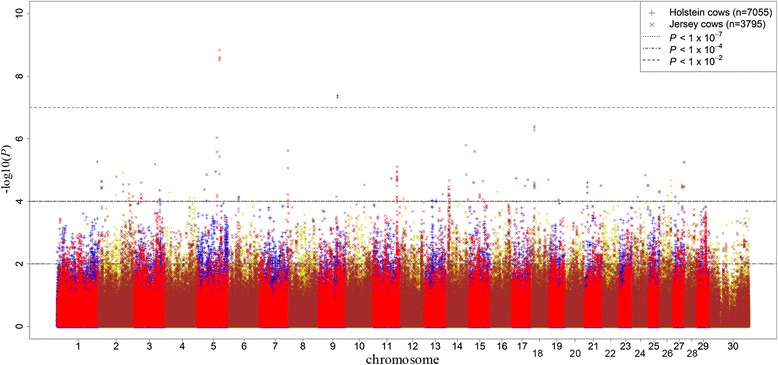 + Holstein cows (n=7055)
× Jersey cows (n=3795)
P < 1 x 10⁻⁷
P < 1 x 10⁻⁴
P < 1 x 10⁻²
-log10(P)
10
8
6
4
2
0
1 2 3 4 5 6 7 8 9 10 11 12 13 14 15 16 17 18 19 20 21 22 23 24 25 26 27 28 29 30
chromosome